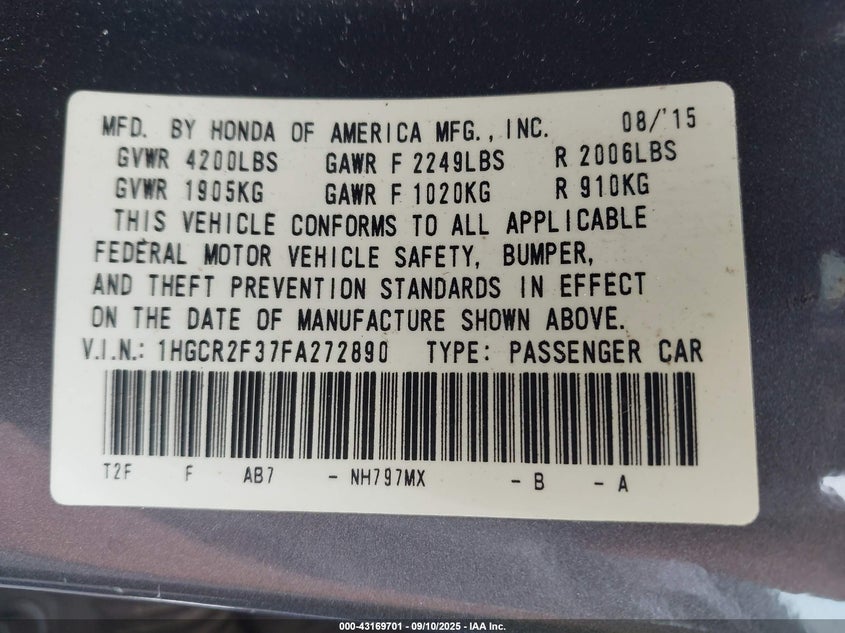 MFD. BY HONDA OF AMERICA MFG., INC. 08/'15
GVWR 4200LBS GAWR F 2249LBS R 2006LBS
GVWR 1905KG GAWR F 1020KG R 910KG
THIS VEHICLE CONFORMS TO ALL APPLICABLE
FEDERAL MOTOR VEHICLE SAFETY, BUMPER,
AND THEFT PREVENTION STANDARDS IN EFFECT
ON THE DATE OF MANUFACTURE SHOWN ABOVE.
V.I.N.: 1HGCR2F37FA272890 TYPE: PASSENGER CAR
T2F F AB7 - NH797MX - B - A
000-43169701 - 09/10/2025 - IAA Inc.